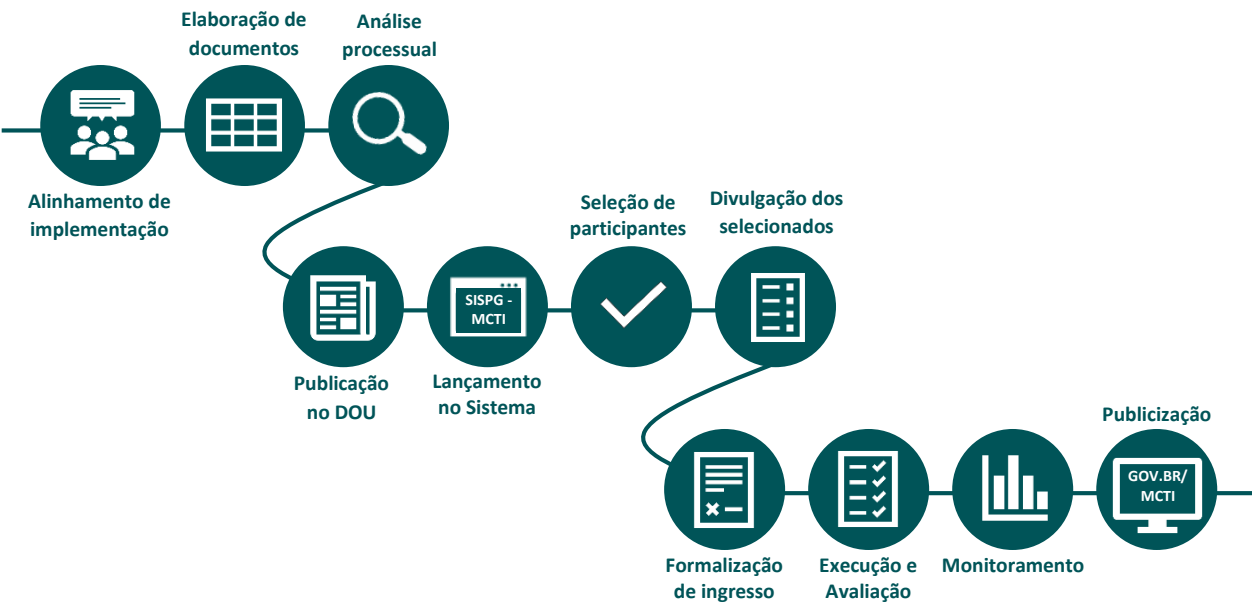 Elaboração de
documentos
Análise
processual
Alinhamento de
implementação
Seleção de
participantes
Divulgação dos
selecionados
SISPG -
MCTI
Publicação
no DOU
Lançamento
no Sistema
Publicização
GOV.BR/
MCTI
Formalização
de ingresso
Execução e
Avaliação
Monitoramento